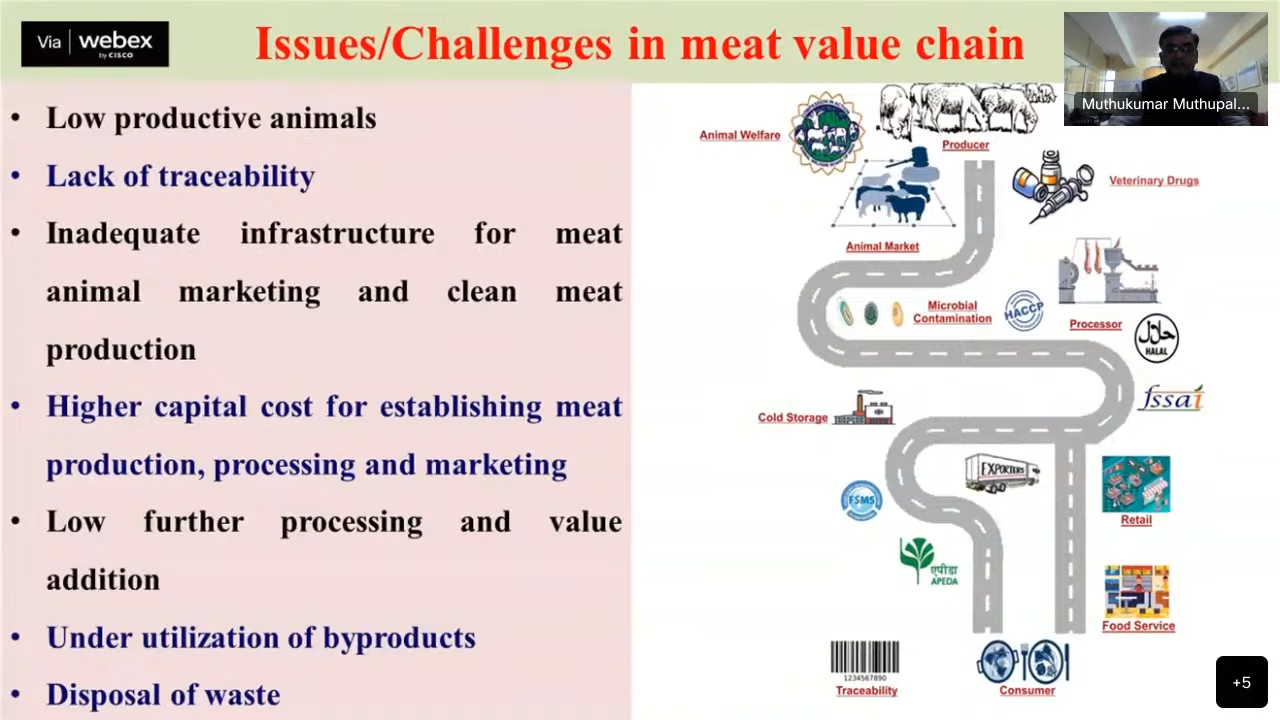 Via webex
by CISCO
Issues/Challenges in meat value chain
Muthukumar Muthupal...
• Low productive animals
• Lack of traceability
• Inadequate infrastructure for meat
animal marketing and clean meat
production
• Higher capital cost for establishing meat
production, processing and marketing
• Low further processing and value
addition
• Under utilization of byproducts
• Disposal of waste
Animal Welfare
Producer
Veterinary Drugs
Animal Market
Microbial
Contamination
HACCP
Processor
حلال
HALAL
Cold Storage
fssai
EXPORTERS
FSMS
Retail
एपीडा
APEDA
Food Service
1234567890
Traceability
Consumer
+5